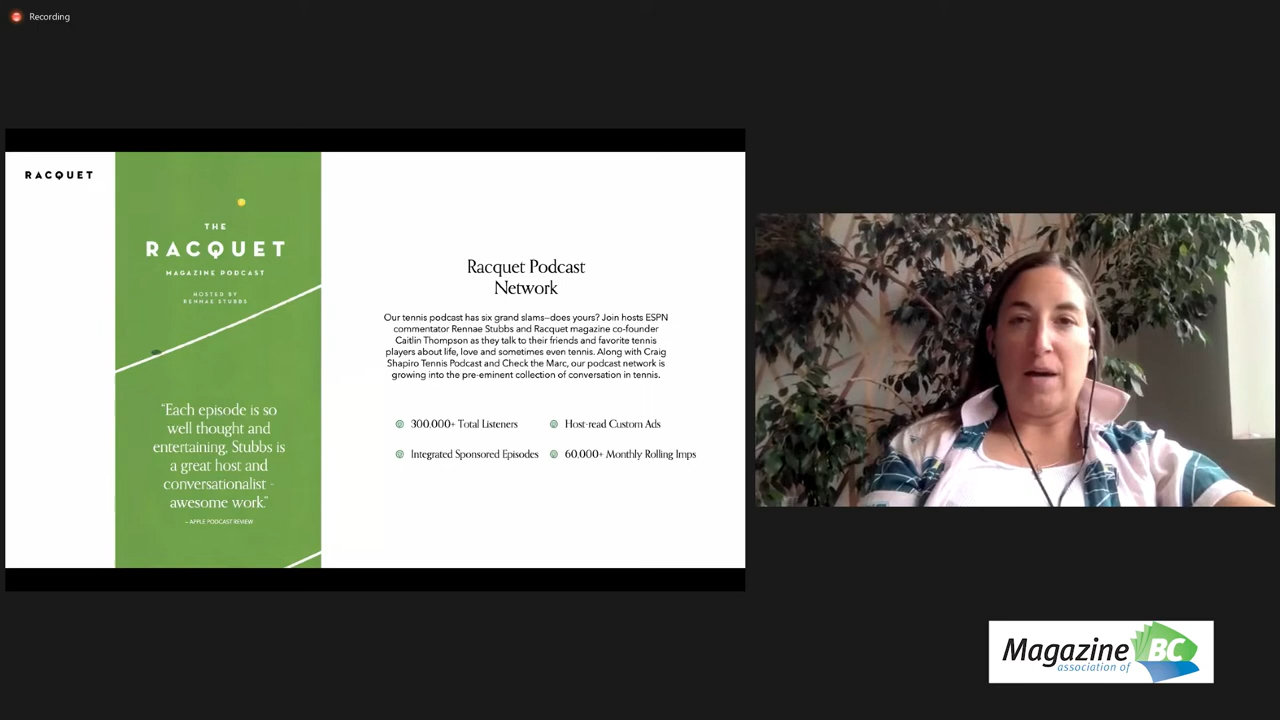 Recording
RACQUET
THE
RACQUET
MAGAZINE PODCAST
HOSTED BY
RENNAE STUBBS
"Each episode is so
well thought and
entertaining, Stubbs is
a great host and
conversationalist -
awesome work."
– APPLE PODCAST REVIEW
Racquet Podcast
Network
Our tennis podcast has six grand slams—does yours? Join hosts ESPN
commentator Rennae Stubbs and Racquet magazine co-founder
Caitlin Thompson as they talk to their friends and favorite tennis
players about life, love and sometimes even tennis. Along with Craig
Shapiro Tennis Podcast and Check the Marc, our podcast network is
growing into the pre-eminent collection of conversation in tennis.
300,000+ Total Listeners
Host-read Custom Ads
Integrated Sponsored Episodes
60,000+ Monthly Rolling Imps
Magazine BC
association of